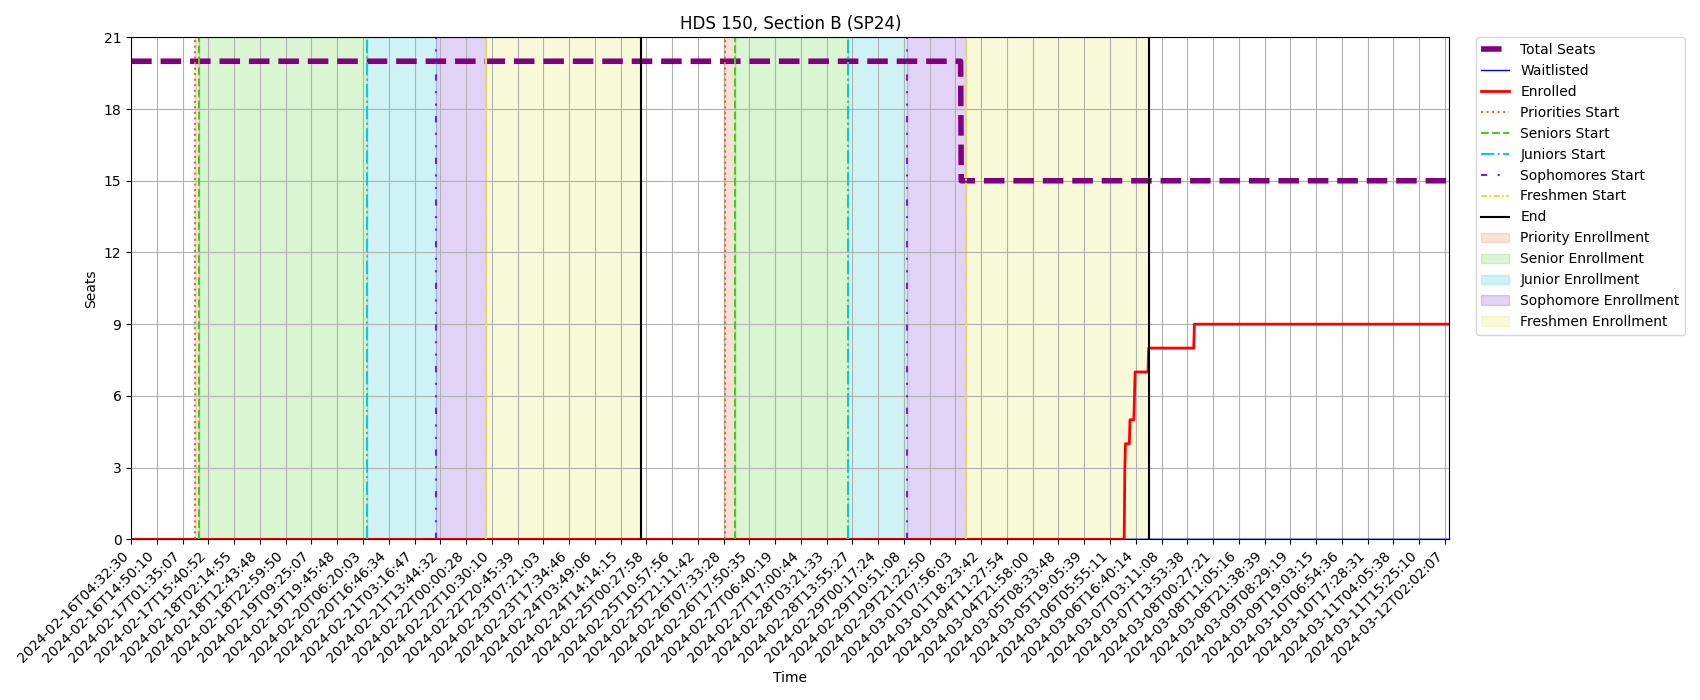 HDS 150, Section B (SP24)
21
18
15
12
9
6
3
0
Seats
Total Seats
Waitlisted
Enrolled
Priorities Start
Seniors Start
Juniors Start
Sophomores Start
Freshmen Start
End
Priority Enrollment
Senior Enrollment
Junior Enrollment
Sophomore Enrollment
Freshmen Enrollment
2024-02-16T04:32:30
2024-02-16T14:50:10
2024-02-17T01:35:07
2024-02-17T15:40:52
2024-02-18T02:14:55
2024-02-18T12:43:48
2024-02-18T22:59:50
2024-02-19T09:25:07
2024-02-19T19:45:48
2024-02-20T06:20:03
2024-02-20T16:46:34
2024-02-21T03:16:47
2024-02-21T13:44:32
2024-02-22T00:00:28
2024-02-22T10:30:10
2024-02-22T20:45:39
2024-02-23T07:21:03
2024-02-23T17:34:46
2024-02-24T03:49:06
2024-02-24T14:14:15
2024-02-25T00:27:58
2024-02-25T10:57:56
2024-02-25T21:11:42
2024-02-26T07:33:28
2024-02-26T17:50:35
2024-02-27T06:40:19
2024-02-27T17:00:44
2024-02-28T03:21:33
2024-02-28T13:55:27
2024-02-29T00:17:24
2024-02-29T10:51:08
2024-02-29T21:22:50
2024-03-01T07:56:03
2024-03-01T18:23:42
2024-03-04T11:27:54
2024-03-04T21:58:00
2024-03-05T08:33:48
2024-03-05T19:05:39
2024-03-06T05:55:11
2024-03-06T16:40:14
2024-03-07T03:11:08
2024-03-07T13:53:38
2024-03-08T00:27:21
2024-03-08T11:05:16
2024-03-08T21:38:39
2024-03-09T08:29:19
2024-03-09T19:03:15
2024-03-10T06:54:36
2024-03-10T17:28:31
2024-03-11T04:05:38
2024-03-11T15:25:10
2024-03-12T02:02:07
Time